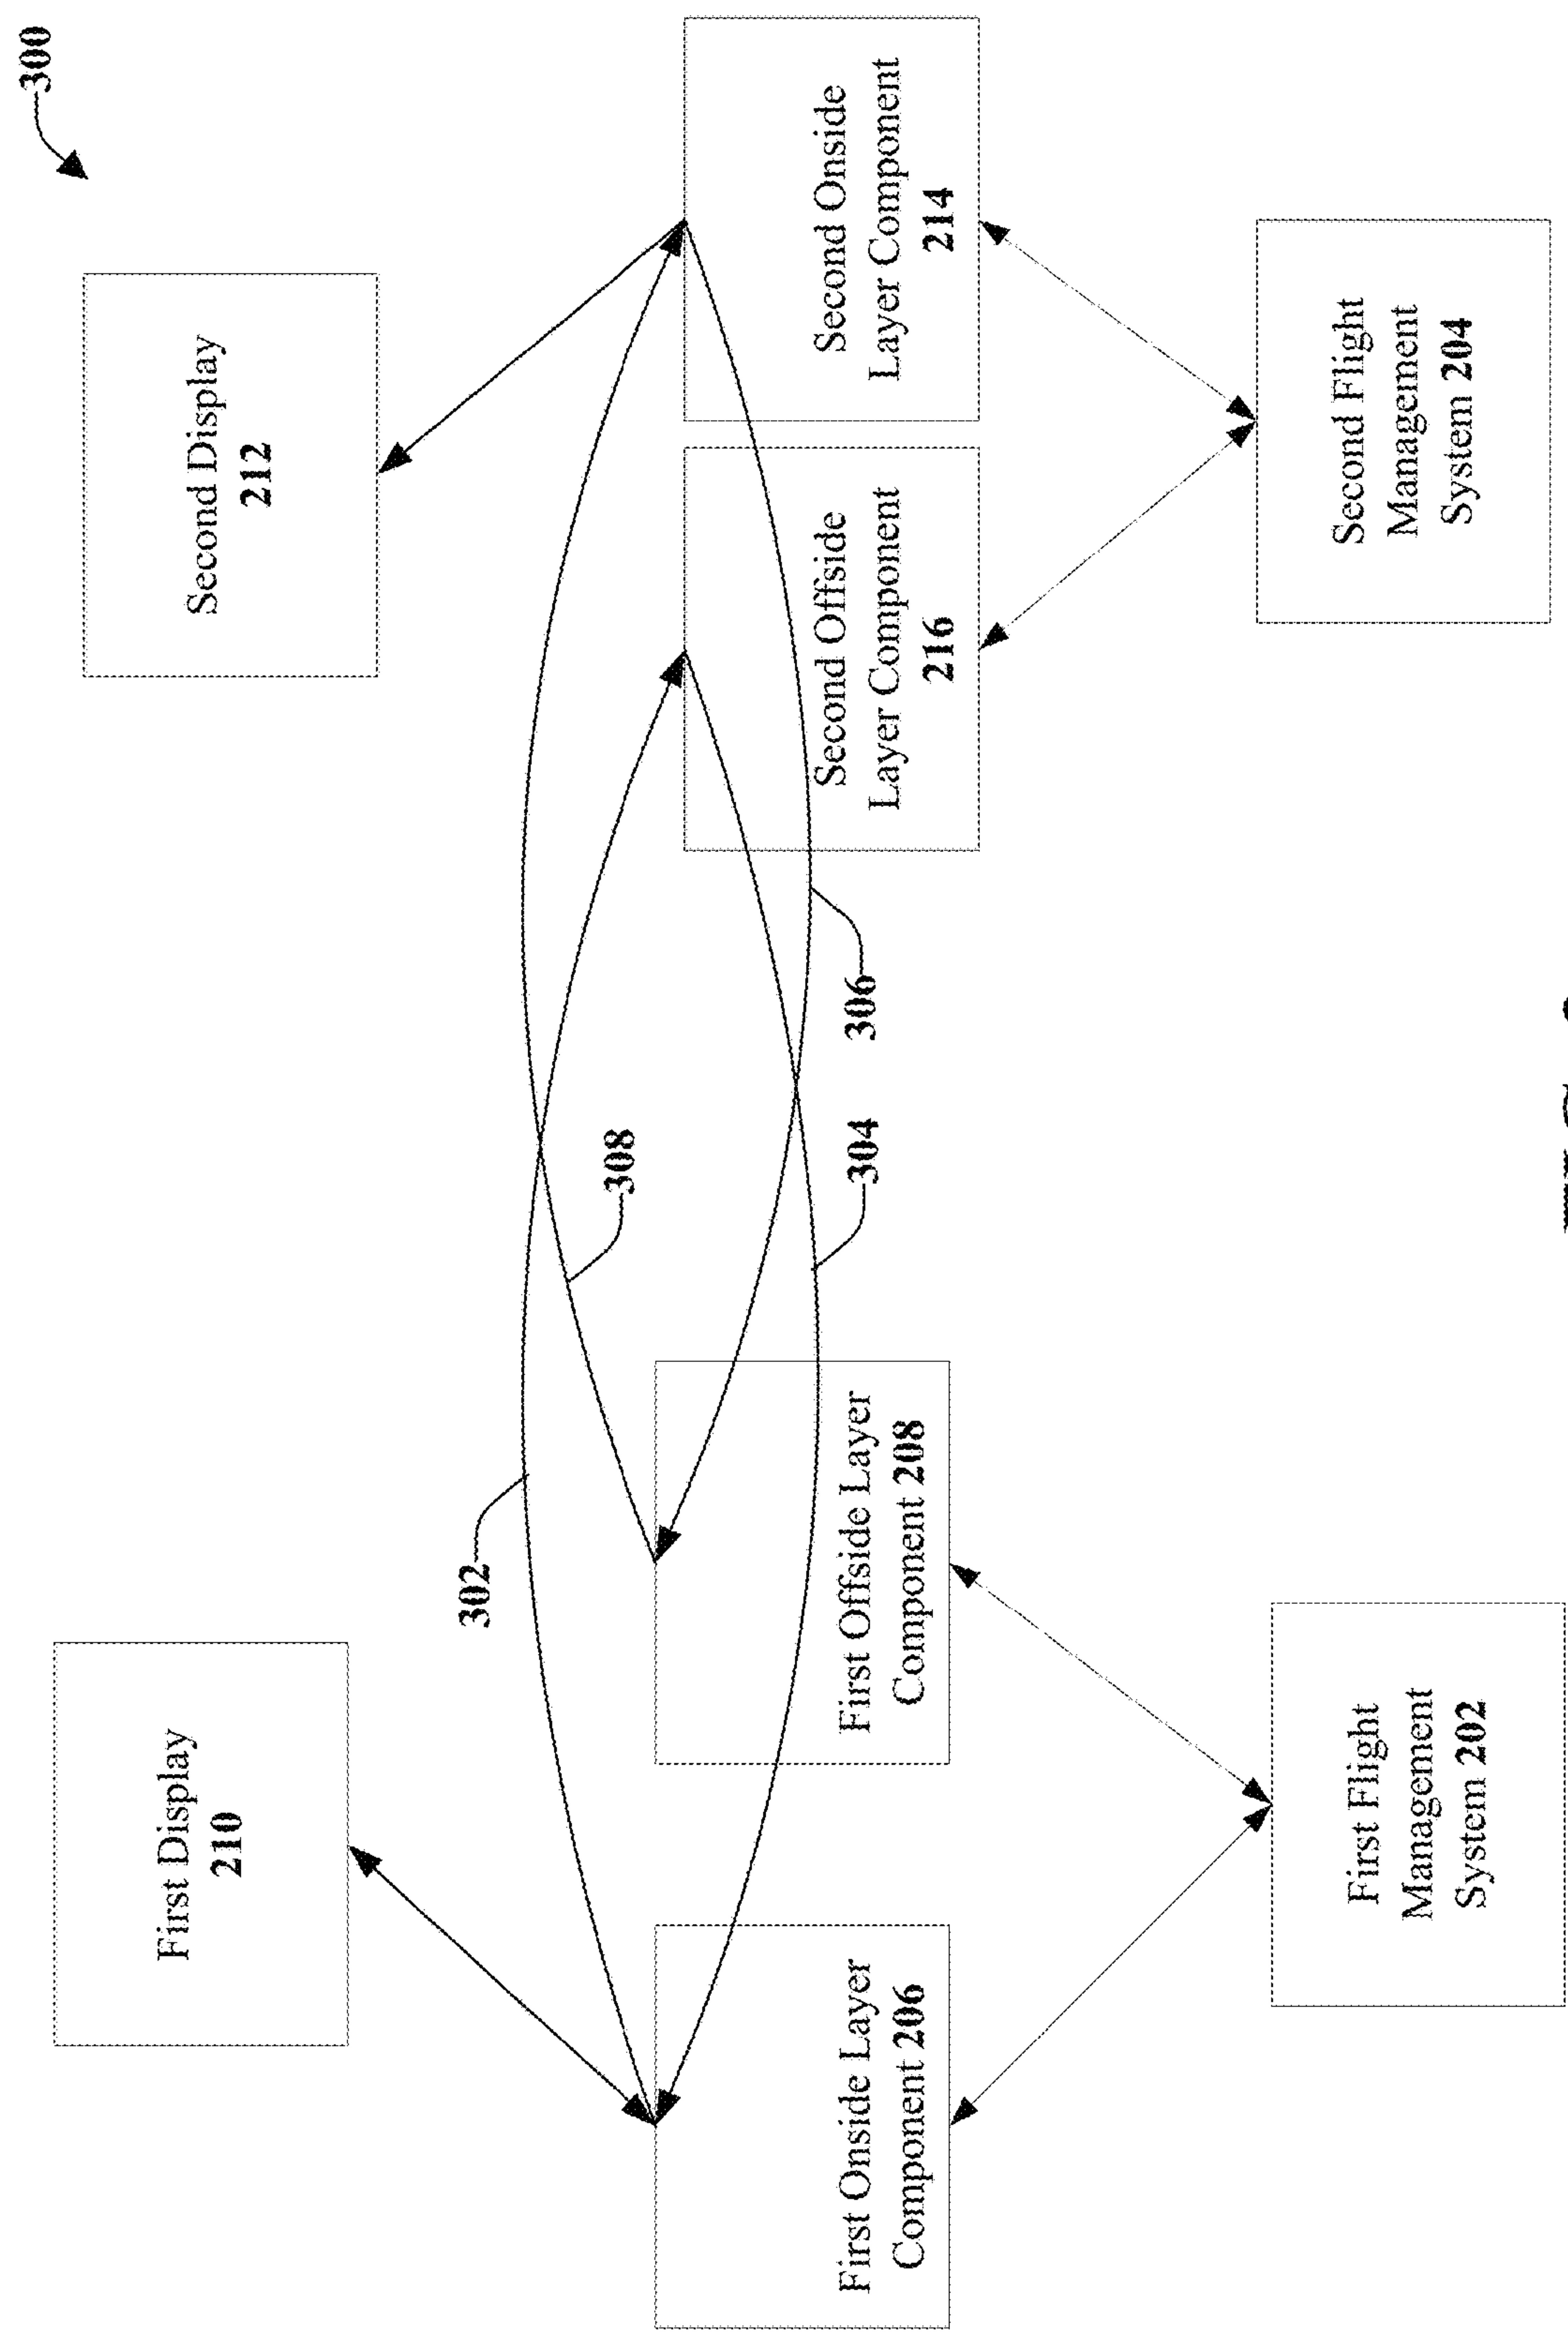 300
First Display
210
Second Display
212
302
308
304
306
First Onside Layer
Component 206
First Offside Layer
Component 208
Second Offside
Layer Component
216
Second Onside
Layer Component
214
First Flight
Management
System 202
Second Flight
Management
System 204